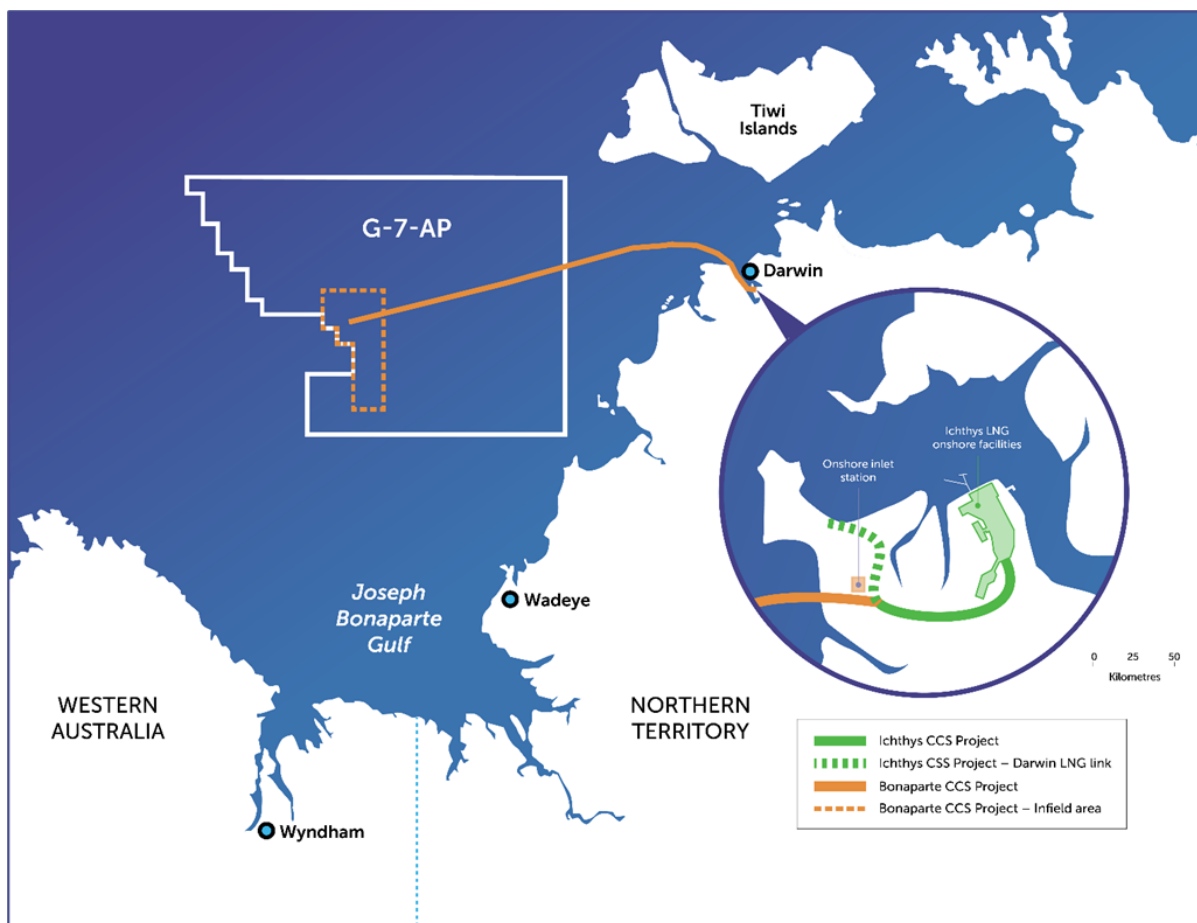 Tiwi
Islands
G-7-AP
Darwin
Ichthys LNG
onshore facilities
Onshore inlet
station
Joseph
Bonaparte
Gulf
Wadeye
0 25 50
Kilometres
WESTERN
AUSTRALIA
NORTHERN
TERRITORY
Wyndham
Ichthys CCS Project
Ichthys CSS Project – Darwin LNG link
Bonaparte CCS Project
Bonaparte CCS Project – Infield area